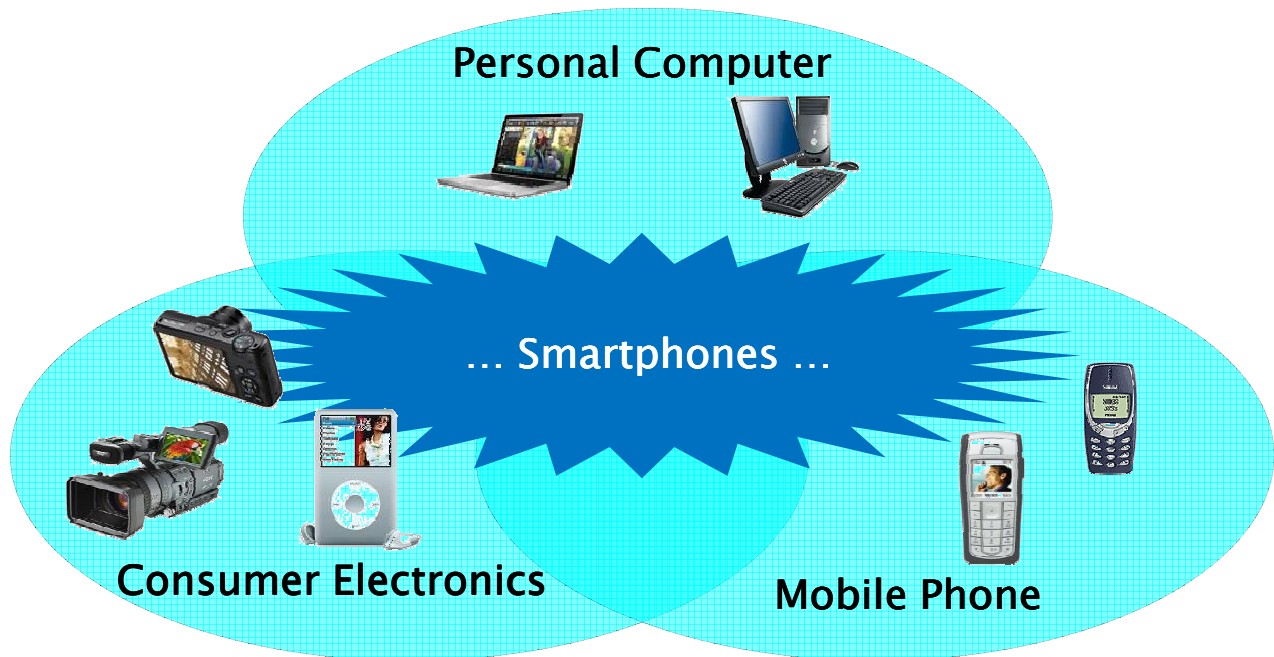 Personal Computer
... Smartphones ...
Consumer Electronics
Mobile Phone